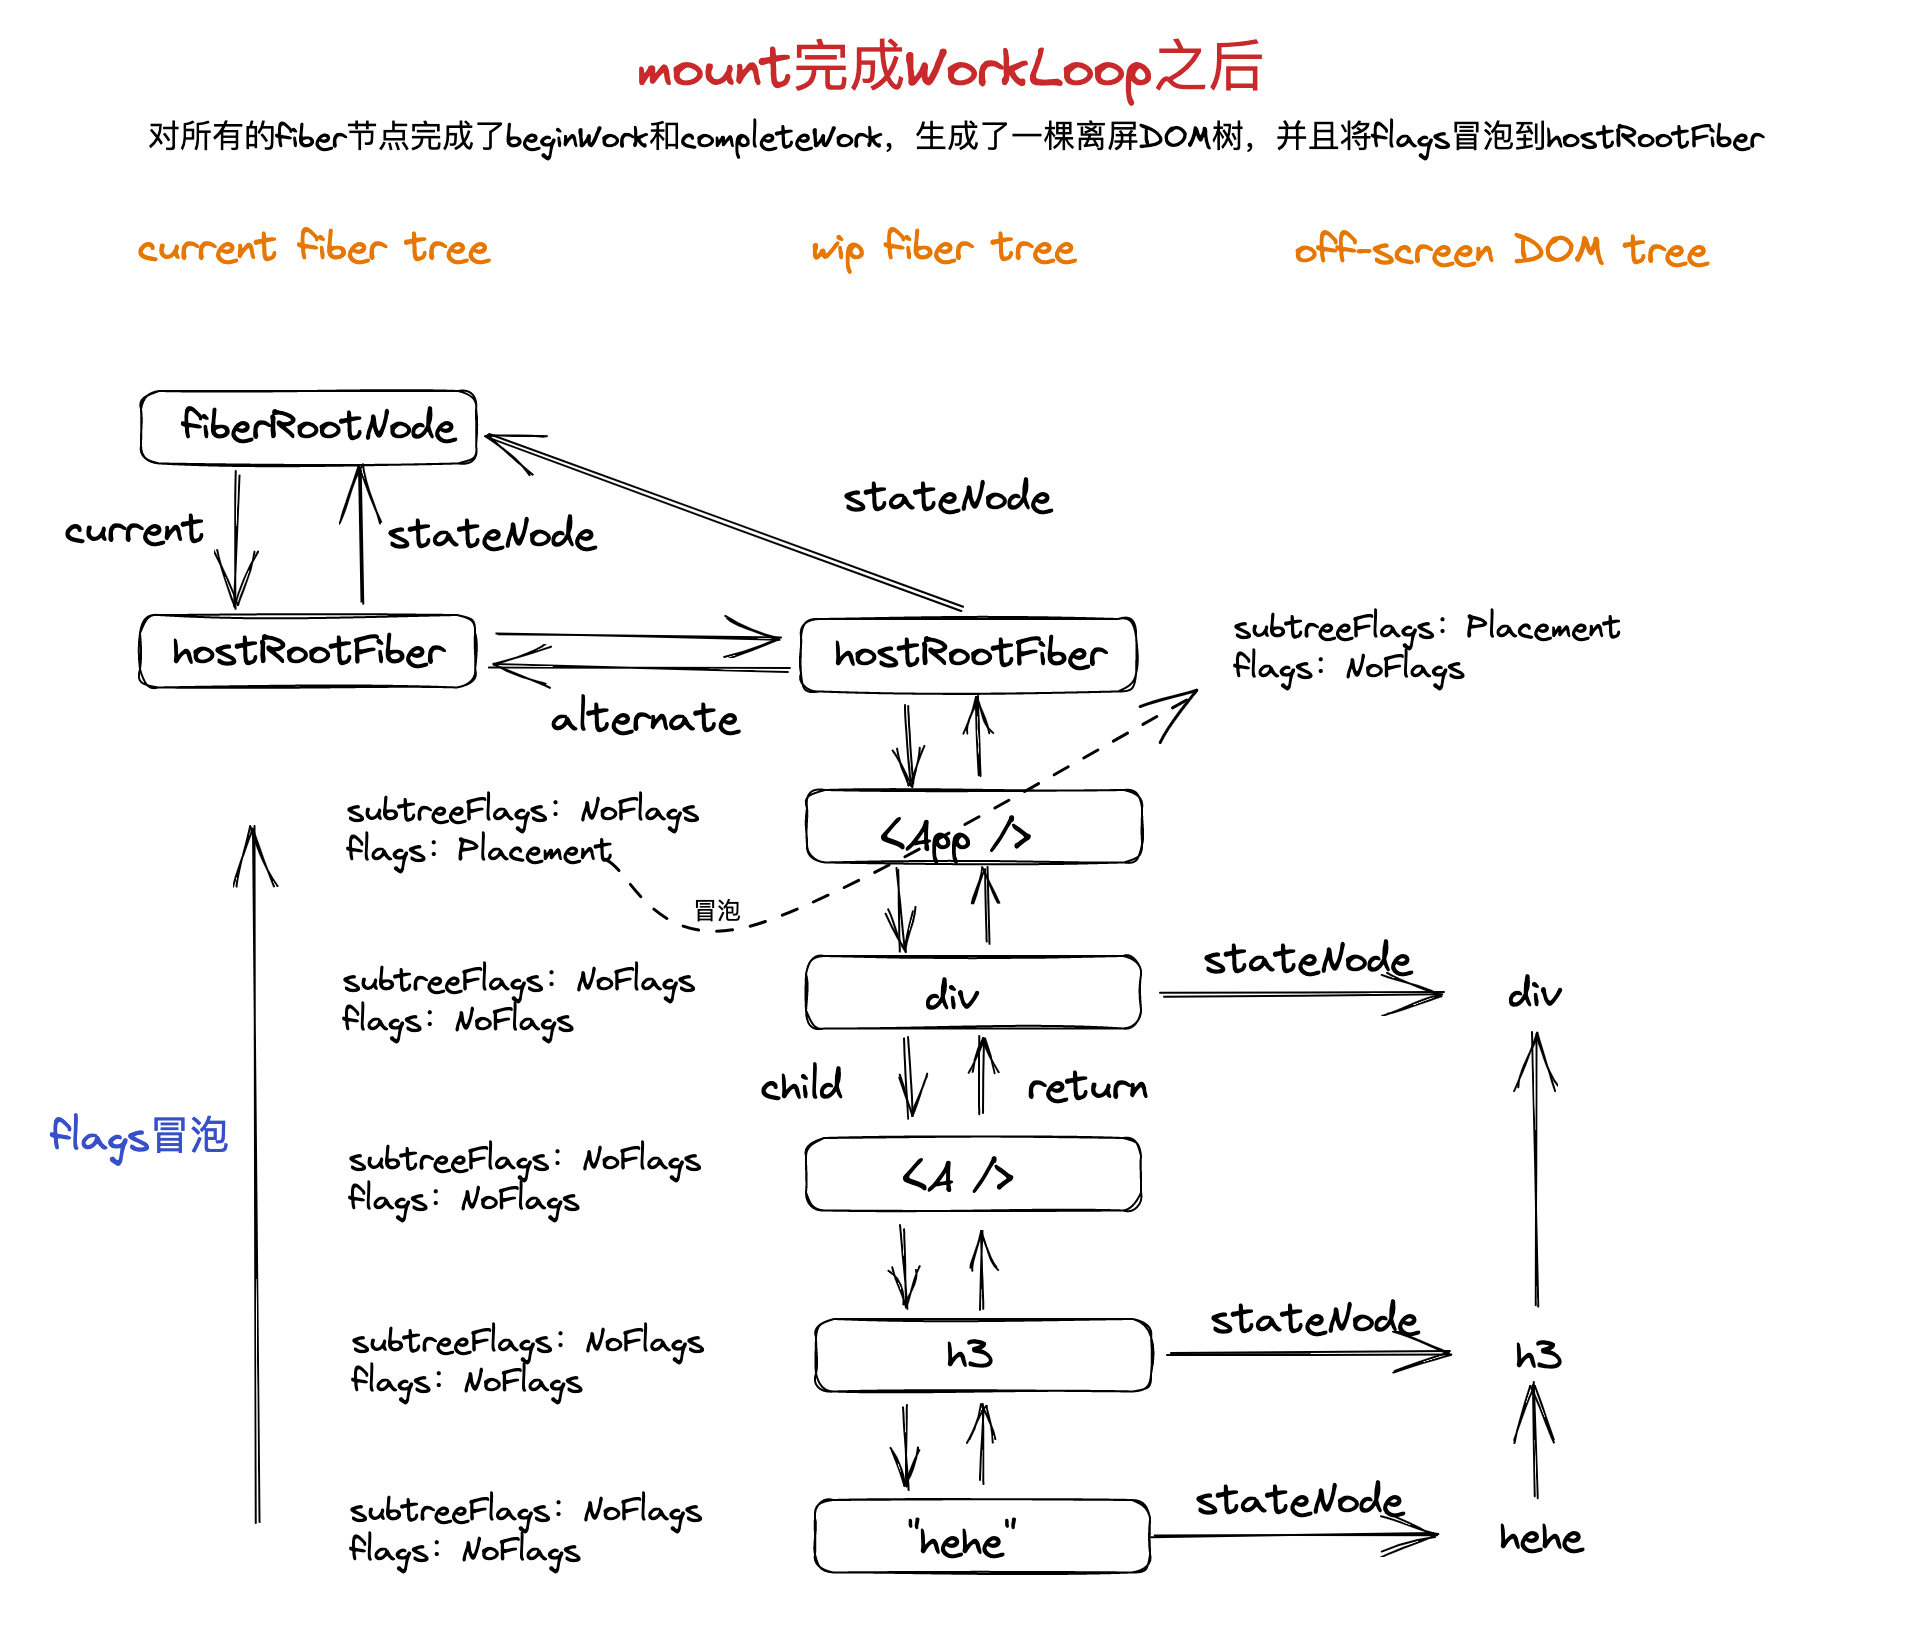 mount完成WorkLoop之后
对所有的fiber节点完成了beginWork和completeWork，生成了一棵离屏DOM树，并且将flags冒泡到hostRootFiber
current fiber tree
wip fiber tree
off-screen DOM tree
fiberRootNode
stateNode
current
stateNode
hostRootFiber
hostRootFiber
subtreeFlags: Placement
flags: NoFlags
alternate
subtreeFlags: NoFlags
flags: Placement
<App />
冒泡
subtreeFlags: NoFlags
flags: NoFlags
div
stateNode
div
child
return
flags冒泡
subtreeFlags: NoFlags
flags: NoFlags
<A />
subtreeFlags: NoFlags
flags: NoFlags
h3
stateNode
h3
subtreeFlags: NoFlags
flags: NoFlags
"hehe"
stateNode
hehe